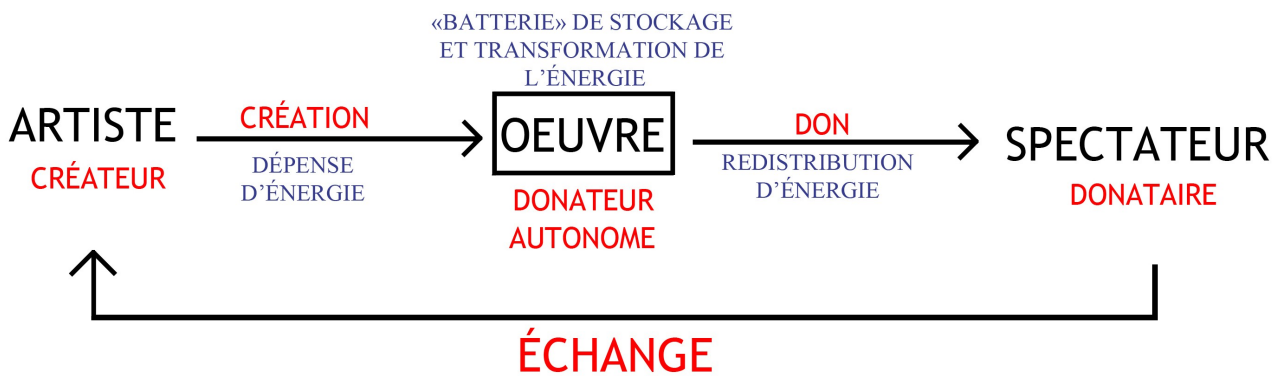 «BATTERIE» DE STOCKAGE
ET TRANSFORMATION DE
L’ÉNERGIE
ARTISTE
CRÉATEUR
CRÉATION
DÉPENSE
D’ÉNERGIE
OEUVRE
DONATEUR
AUTONOME
DON
REDISTRIBUTION
D’ÉNERGIE
SPECTATEUR
DONATAIRE
ÉCHANGE